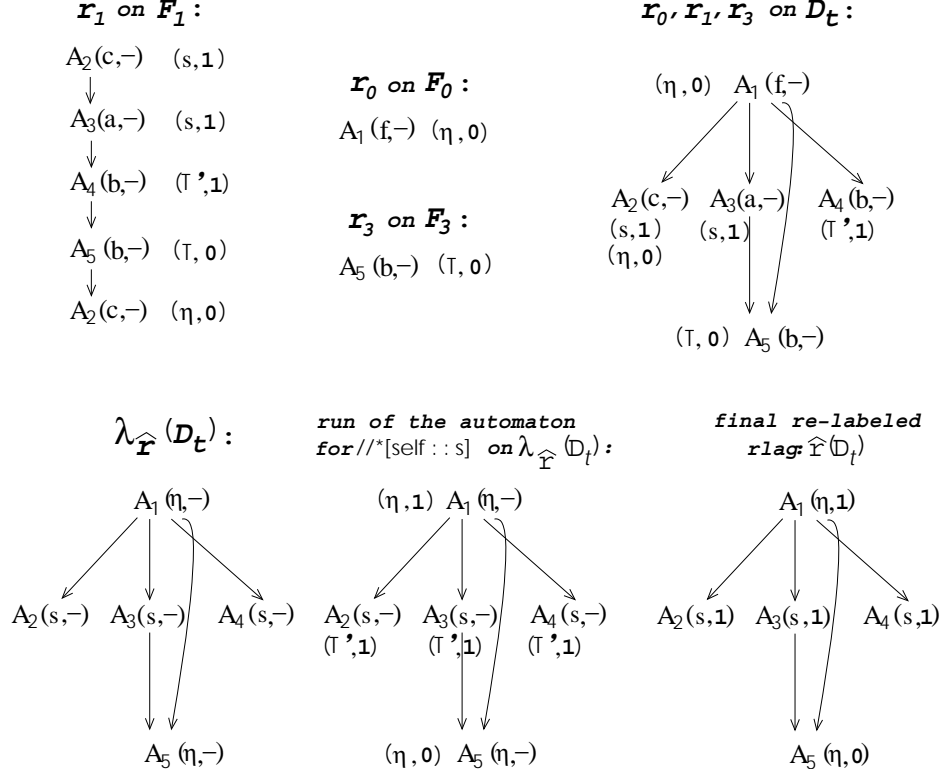 r₁ on F₁ :
A₂(c,−) (s,1)
A₃(a,−) (s,1)
A₄(b,−) (⊤',1)
A₅(b,−) (⊤,0)
A₂(c,−) (η,0)
r₀ on F₀ :
A₁(f,−) (η,0)
r₃ on F₃ :
A₅(b,−) (⊤,0)
r₀, r₁, r₃ on Dₜ :
(η,0) A₁(f,−)
A₂(c,−) A₃(a,−) A₄(b,−)
(s,1) (s,1) (⊤',1)
(η,0)
(⊤,0) A₅(b,−)
λ_r̂ (Dₜ) :
A₁(η,−)
A₂(s,−) A₃(s,−) A₄(s,−)
A₅(η,−)
run of the automaton
for //*[self : : s] on λ_r̂ (Dₜ) :
(η,1) A₁(η,−)
A₂(s,−) A₃(s,−) A₄(s,−)
(⊤',1) (⊤',1) (⊤',1)
(η,0) A₅(η,−)
final re-labeled
rlag: r̂(Dₜ)
A₁(η,1)
A₂(s,1) A₃(s,1) A₄(s,1)
A₅(η,0)